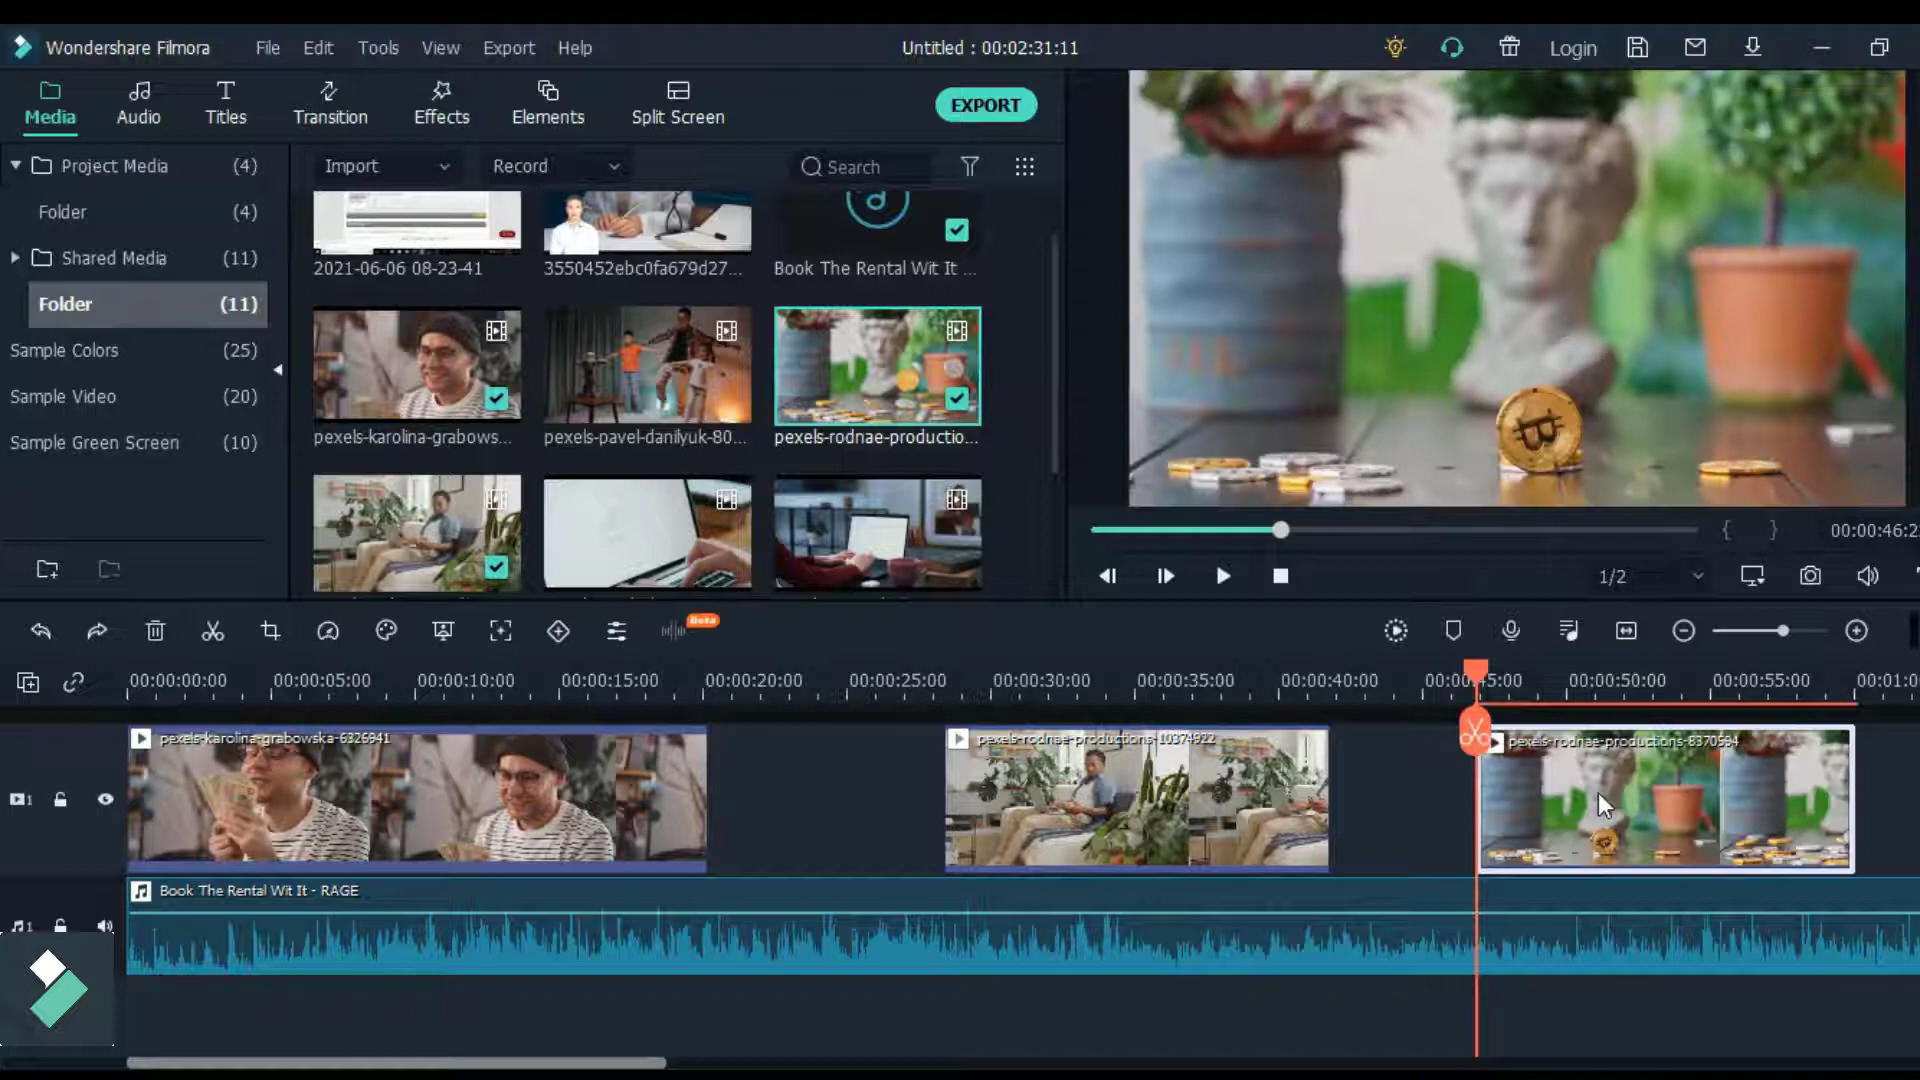 Wondershare Filmora File Edit Tools View Export Help Untitled : 00:02:31:11 Login
Media Audio Titles Transition Effects Elements Split Screen EXPORT
Project Media (4)
Folder (4)
Shared Media (11)
Folder (11)
Sample Colors (25)
Sample Video (20)
Sample Green Screen (10)
Import Record Search
2021-06-06 08-23-41 3550452ebc0fa679d27... Book The Rental Wit It ...
pexels-karolina-grabows... pexels-pavel-danilyuk-80... pexels-rodnae-productio...
00:00:46:2
1/2
Beta
00:00:00:00 00:00:05:00 00:00:10:00 00:00:15:00 00:00:20:00 00:00:25:00 00:00:30:00 00:00:35:00 00:00:40:00 00:00:45:00 00:00:50:00 00:00:55:00 00:01:0
pexels-karolina-grabowska-6326941 pexels-rodnae-productions-10374922 pexels-rodnae-productions-8370594
1
Book The Rental Wit It - RAGE
1